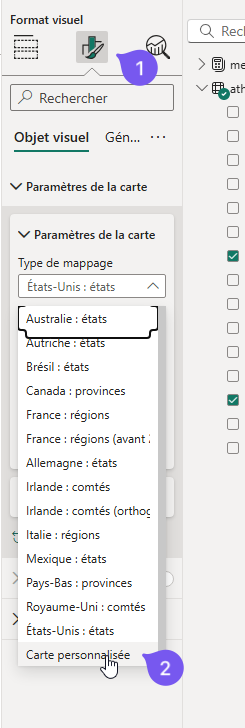 Format visuel
1
Rechercher
Objet visuel
Gén...
Paramètres de la carte
Paramètres de la carte
Type de mappage
États-Unis : états
Australie : états
Autriche : états
Brésil : états
Canada : provinces
France : régions
France : régions (avant
Allemagne : états
Irlande : comtés
Irlande : comtés (orthog
Italie : régions
Mexique : états
Pays-Bas : provinces
Royaume-Uni : comtés
États-Unis : états
Carte personnalisée
2
Rec
me
ath